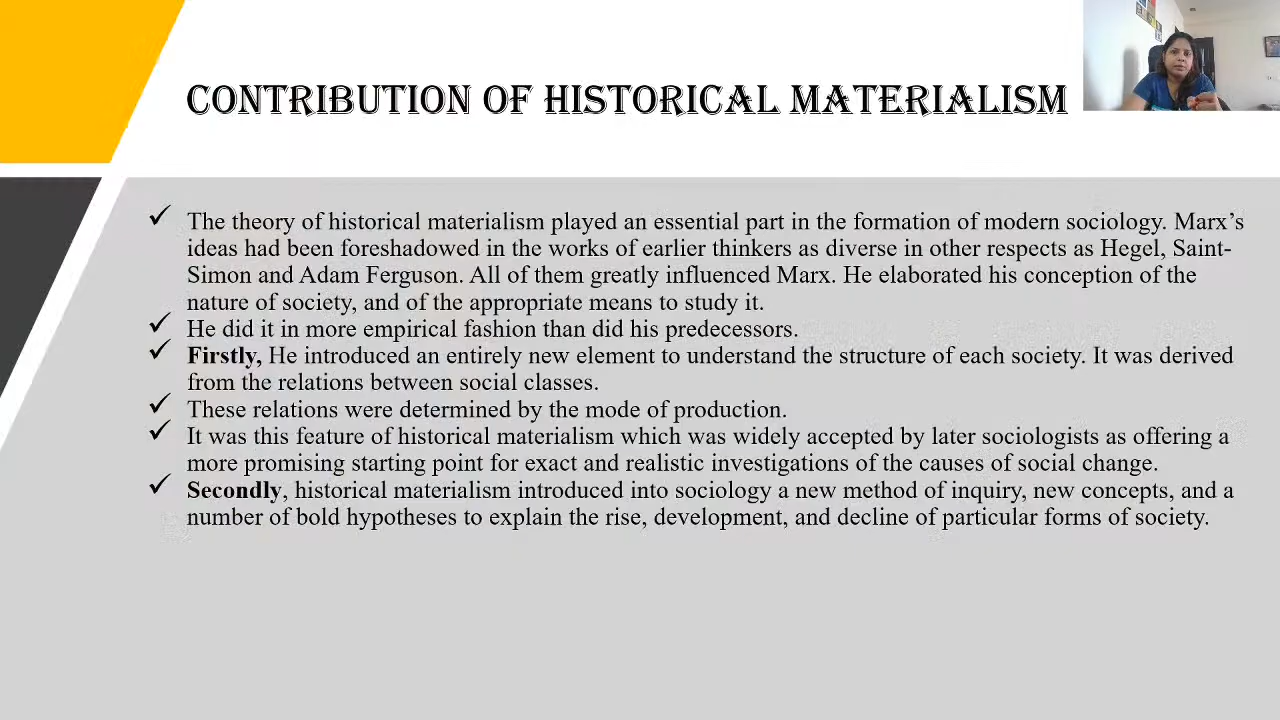 CONTRIBUTION OF HISTORICAL MATERIALISM
✓ The theory of historical materialism played an essential part in the formation of modern sociology. Marx's
ideas had been foreshadowed in the works of earlier thinkers as diverse in other respects as Hegel, Saint-
Simon and Adam Ferguson. All of them greatly influenced Marx. He elaborated his conception of the
nature of society, and of the appropriate means to study it.
✓ He did it in more empirical fashion than did his predecessors.
✓ Firstly, He introduced an entirely new element to understand the structure of each society. It was derived
from the relations between social classes.
✓ These relations were determined by the mode of production.
✓ It was this feature of historical materialism which was widely accepted by later sociologists as offering a
more promising starting point for exact and realistic investigations of the causes of social change.
✓ Secondly, historical materialism introduced into sociology a new method of inquiry, new concepts, and a
number of bold hypotheses to explain the rise, development, and decline of particular forms of society.